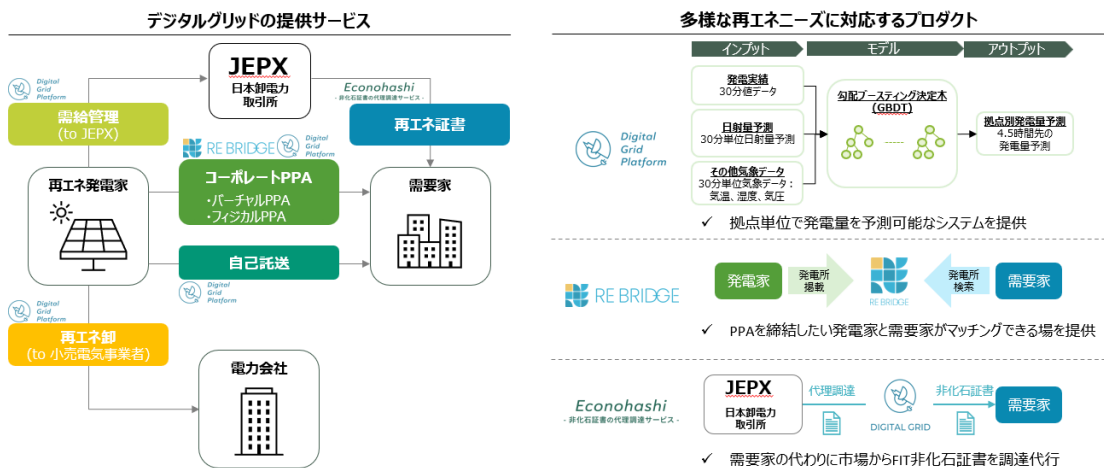 デジタルグリッドの提供サービス
JEPX
日本卸電力
取引所
Digital
Grid
Platform
需給管理
(to JEPX)
Econohashi
- 非化石証書の代理調達サービス -
再エネ証書
RE BRIDGE
Digital
Grid
Platform
再エネ発電家
コーポレートPPA
・バーチャルPPA
・フィジカルPPA
需要家
自己託送
Digital
Grid
Platform
Digital
Grid
Platform
再エネ卸
(to 小売電気事業者)
電力会社
多様な再エネニーズに対応するプロダクト
インプット
モデル
アウトプット
Digital
Grid
Platform
発電実績
30分値データ
日射量予測
30分単位日射量予測
その他気象データ
30分単位気象データ：
気温、湿度、気圧
勾配ブースティング決定木
(GBDT)
拠点別発電量予測
4.5時間先の
発電量予測
✓ 拠点単位で発電量を予測可能なシステムを提供
RE BRIDGE
発電家
発電所
掲載
RE BRIDGE
発電所
検索
需要家
✓ PPAを締結したい発電家と需要家がマッチングできる場を提供
Econohashi
- 非化石証書の代理調達サービス -
JEPX
日本卸電力
取引所
代理調達
DIGITAL GRID
非化石証書
需要家
✓ 需要家の代わりに市場からFIT非化石証書を調達代行